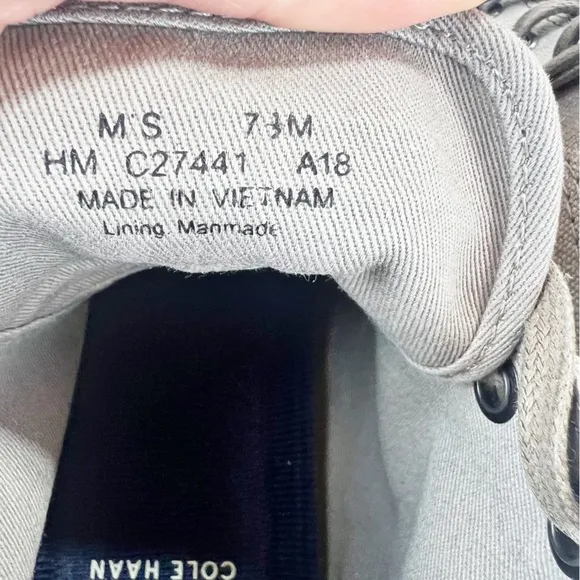 M'S 7½M
HM C27441 A18
MADE IN VIETNAM
Lining Manmade
COLE HAAN